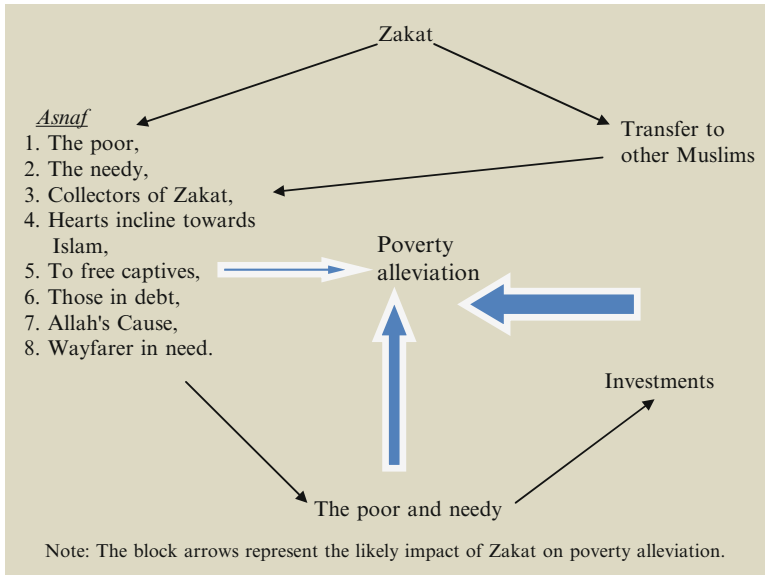 Zakat
Asnaf
1. The poor,
2. The needy,
3. Collectors of Zakat,
4. Hearts incline towards
Islam,
5. To free captives,
6. Those in debt,
7. Allah's Cause,
8. Wayfarer in need.
Transfer to
other Muslims
Poverty
alleviation
Investments
The poor and needy
Note: The block arrows represent the likely impact of Zakat on poverty alleviation.